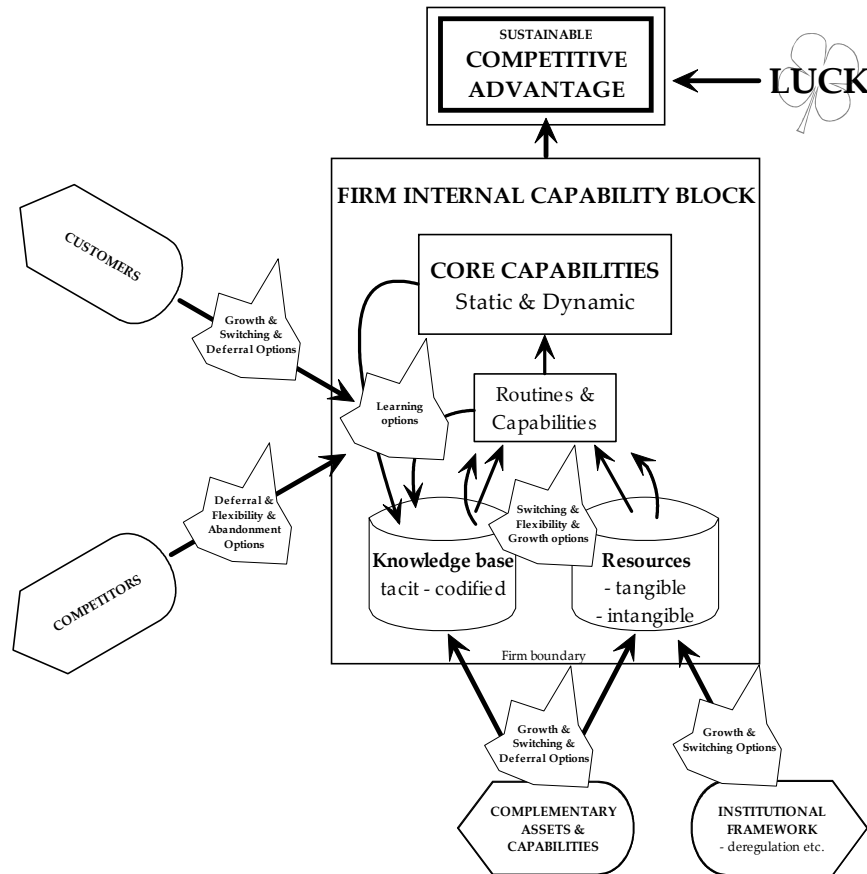 SUSTAINABLE
COMPETITIVE
ADVANTAGE
LUCK
FIRM INTERNAL CAPABILITY BLOCK
CUSTOMERS
CORE CAPABILITIES
Static & Dynamic
Growth &
Switching &
Deferral Options
Learning
options
Routines &
Capabilities
Deferral &
Flexibility &
Abandonment
Options
Switching &
Flexibility &
Growth options
COMPETITORS
Knowledge base
tacit - codified
Resources
- tangible
- intangible
Firm boundary
Growth &
Switching &
Deferral Options
Growth &
Switching Options
COMPLEMENTARY
ASSETS &
CAPABILITIES
INSTITUTIONAL
FRAMEWORK
- deregulation etc.